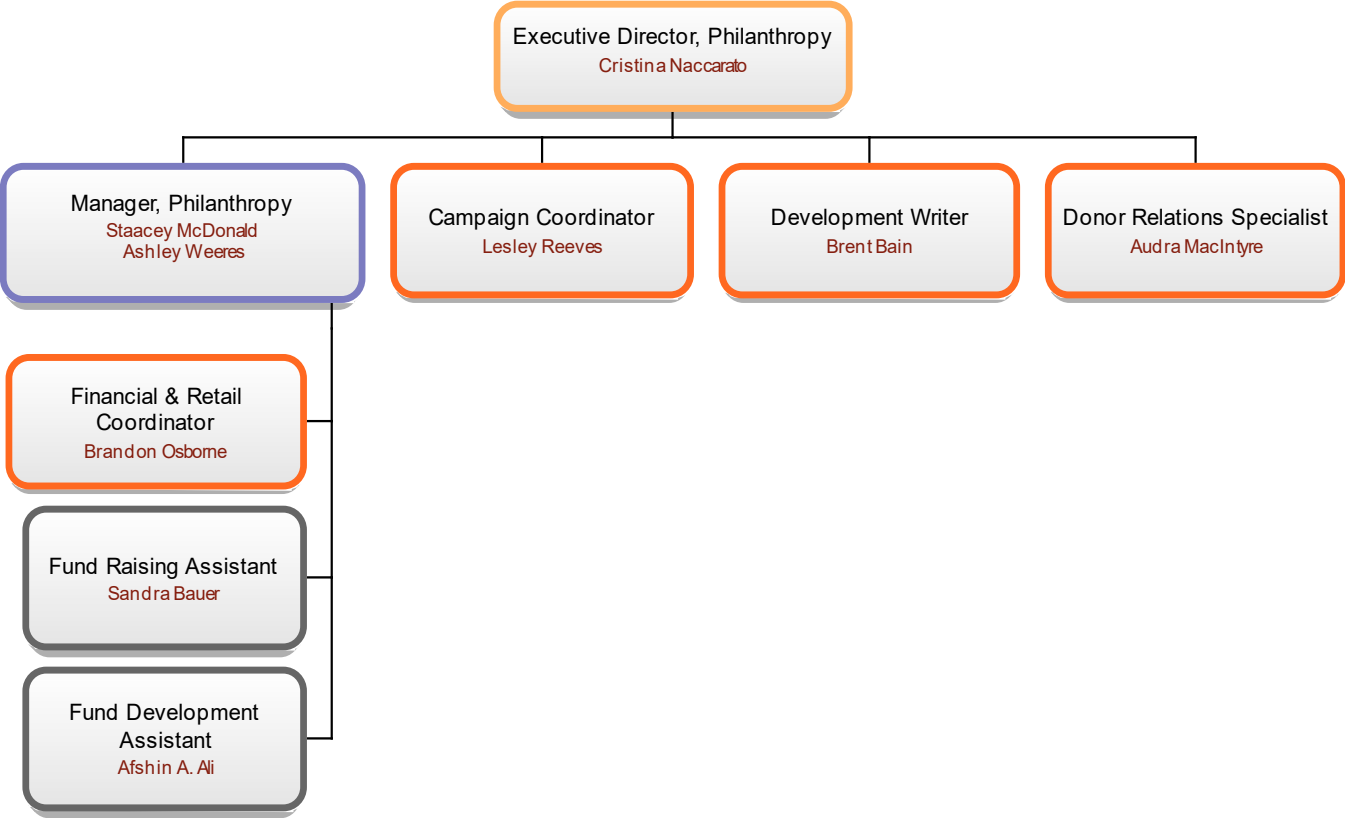 Executive Director, Philanthropy
Cristina Naccarato
Manager, Philanthropy
Staacey McDonald
Ashley Weeres
Campaign Coordinator
Lesley Reeves
Development Writer
Brent Bain
Donor Relations Specialist
Audra MacIntyre
Financial & Retail
Coordinator
Brandon Osborne
Fund Raising Assistant
Sandra Bauer
Fund Development
Assistant
Afshin A. Ali